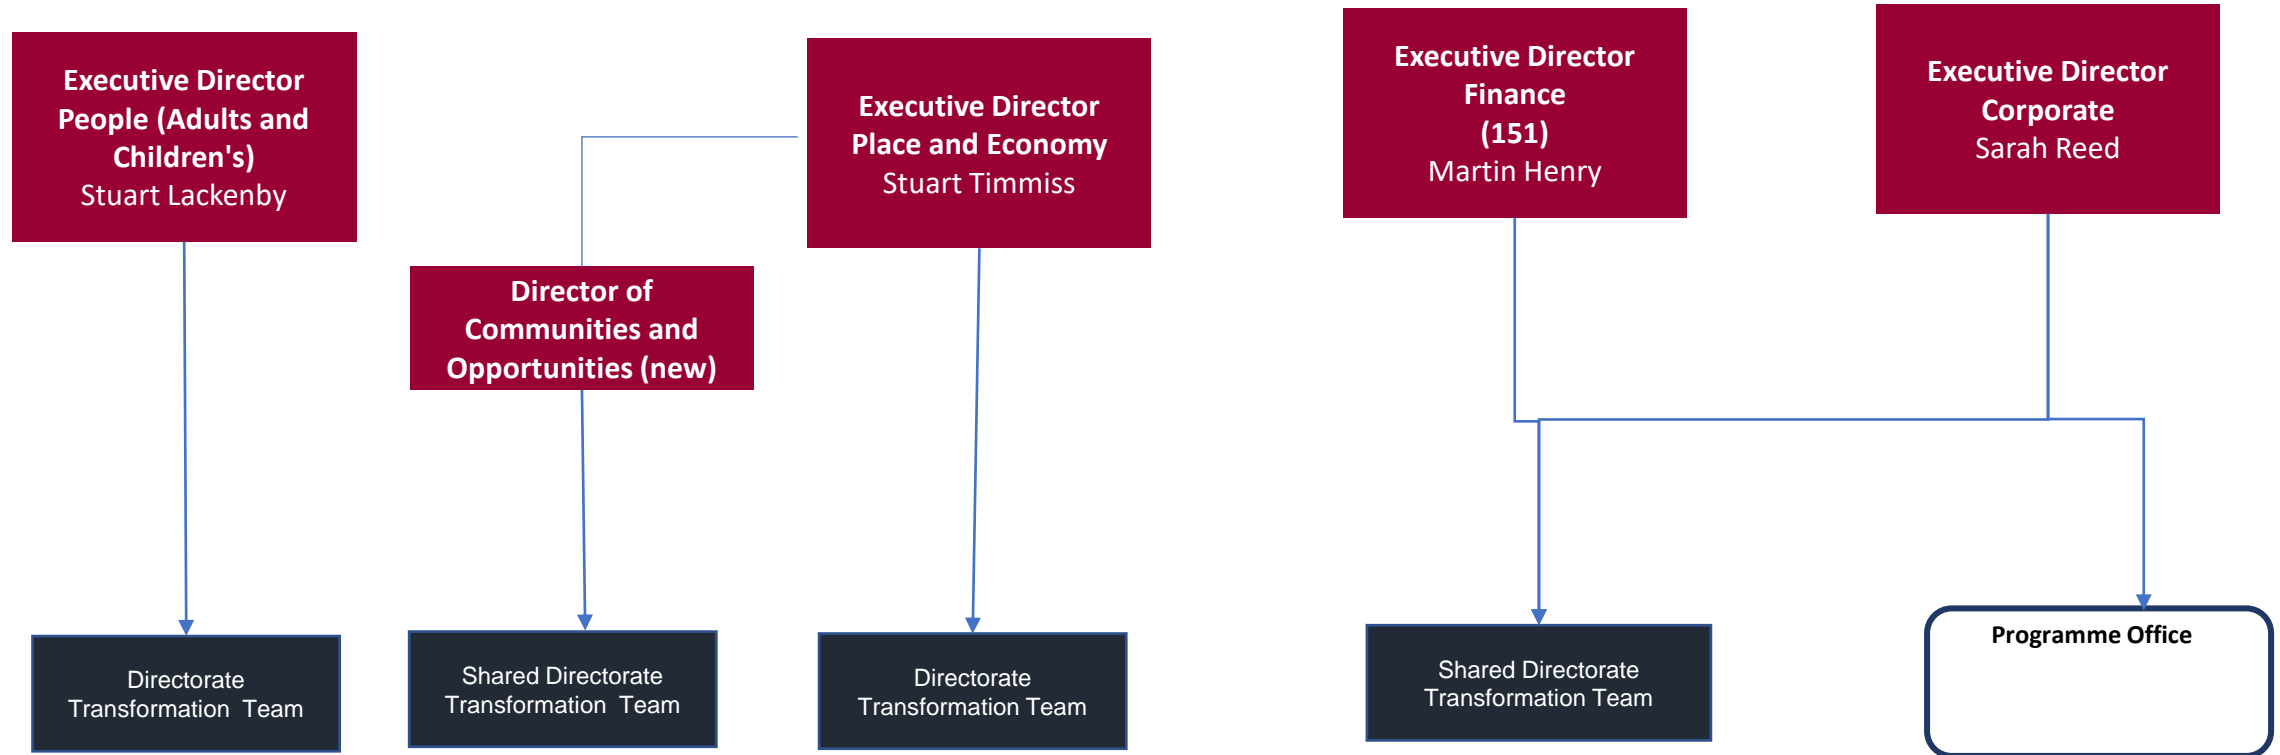 Executive Director
People (Adults and
Children's)
Stuart Lackenby
Executive Director
Place and Economy
Stuart Timmiss
Executive Director
Finance
(151)
Martin Henry
Executive Director
Corporate
Sarah Reed
Director of
Communities and
Opportunities (new)
Directorate
Transformation Team
Shared Directorate
Transformation Team
Directorate
Transformation Team
Shared Directorate
Transformation Team
Programme Office